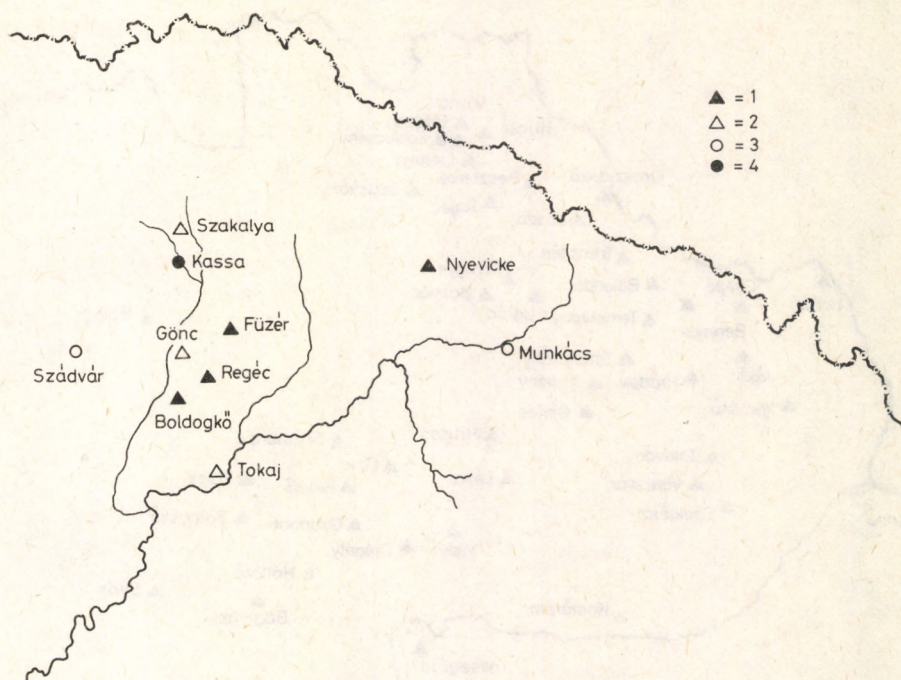 ▲ = 1
△ = 2
○ = 3
● = 4
Szakalya
Kassa
Nyevicke
Füzér
Gönc
Munkács
Szádvár
Regéc
Boldogkő
Tokaj